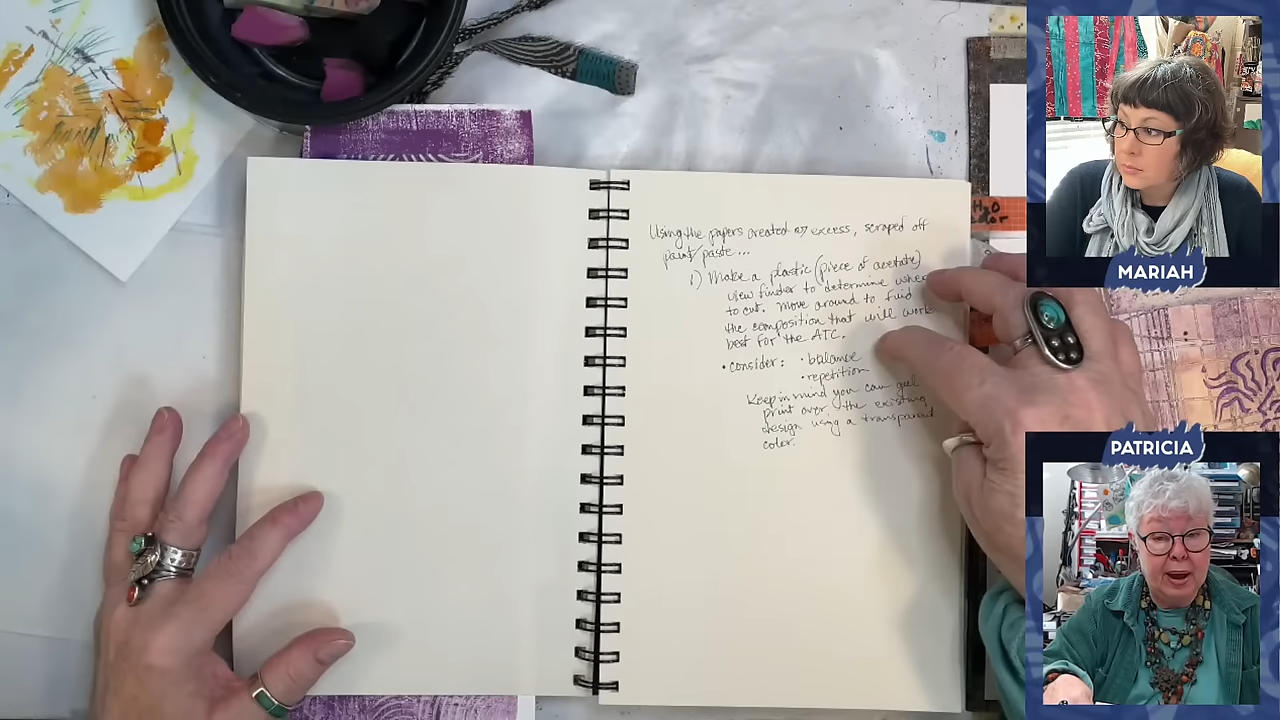 Using the papers created as excess, scraped off
paint/paste...
1) Make a plastic (piece of acetate)
view finder to determine where
to cut. Move around to find
the composition that will work
best for the ATC.
• consider: • balance
• repetition
Keep in mind you can gel
print over the existing
design using a transparent
color.
H2O
MARIAH
PATRICIA